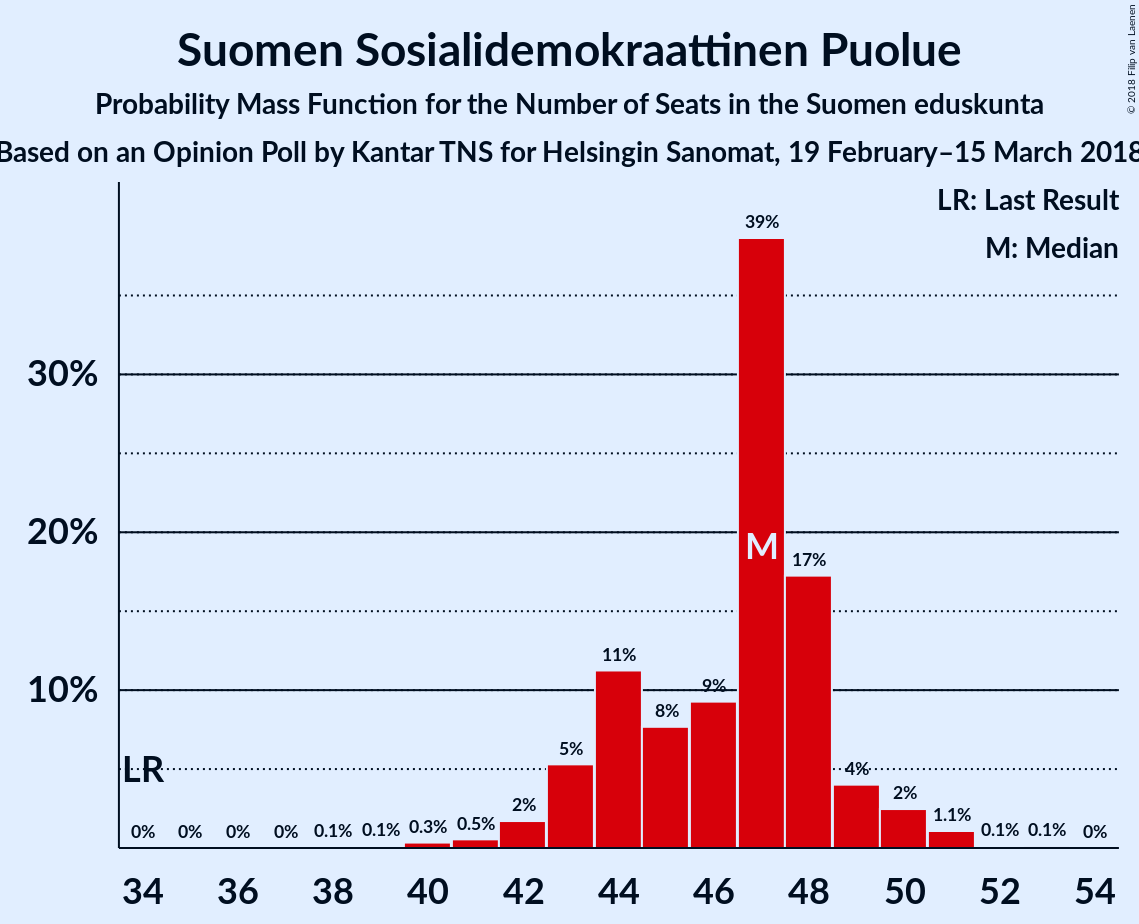 Suomen Sosialidemokraattinen Puolue
Probability Mass Function for the Number of Seats in the Suomen eduskunta
Based on an Opinion Poll by Kantar TNS for Helsingin Sanomat, 19 February–15 March 2018
© 2018 Filip van Laenen
LR: Last Result
M: Median
39%
30%
20%
M
17%
11%
10%
9%
8%
5%
LR
4%
2%
2%
1.1%
0% 0% 0% 0% 0.1% 0.1% 0.3% 0.5% 0.1% 0.1% 0%
34 36 38 40 42 44 46 48 50 52 54